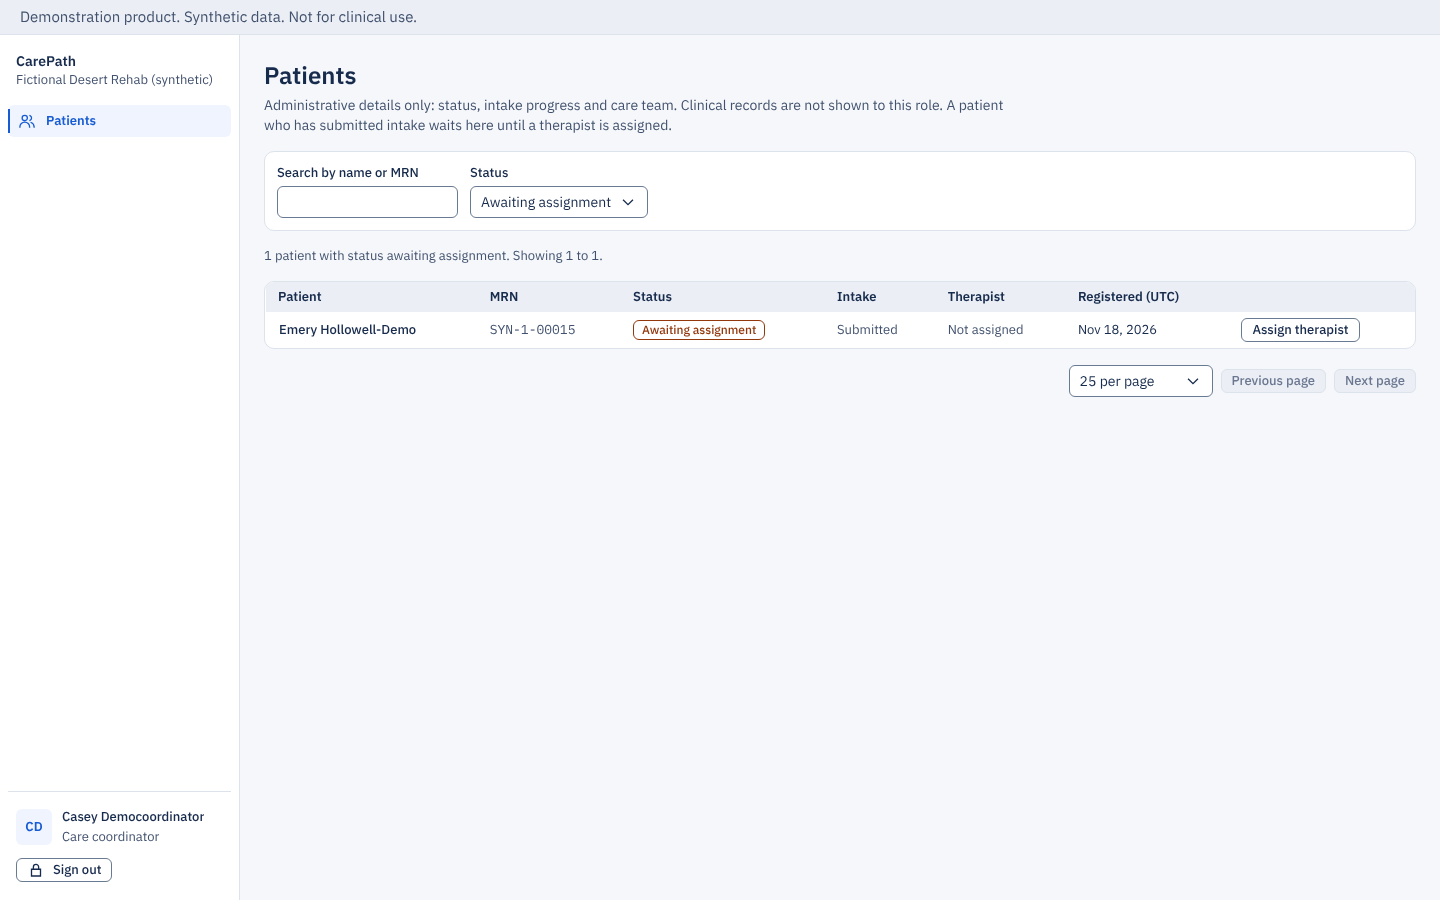 Demonstration product. Synthetic data. Not for clinical use.
CarePath
Fictional Desert Rehab (synthetic)
Patients
Patients
Administrative details only: status, intake progress and care team. Clinical records are not shown to this role. A patient
who has submitted intake waits here until a therapist is assigned.
Search by name or MRN Status
Awaiting assignment
1 patient with status awaiting assignment. Showing 1 to 1.
Patient MRN Status Intake Therapist Registered (UTC)
Emery Hollowell-Demo SYN-1-00015 Awaiting assignment Submitted Not assigned Nov 18, 2026 Assign therapist
25 per page Previous page Next page
CD Casey Democoordinator
Care coordinator
Sign out